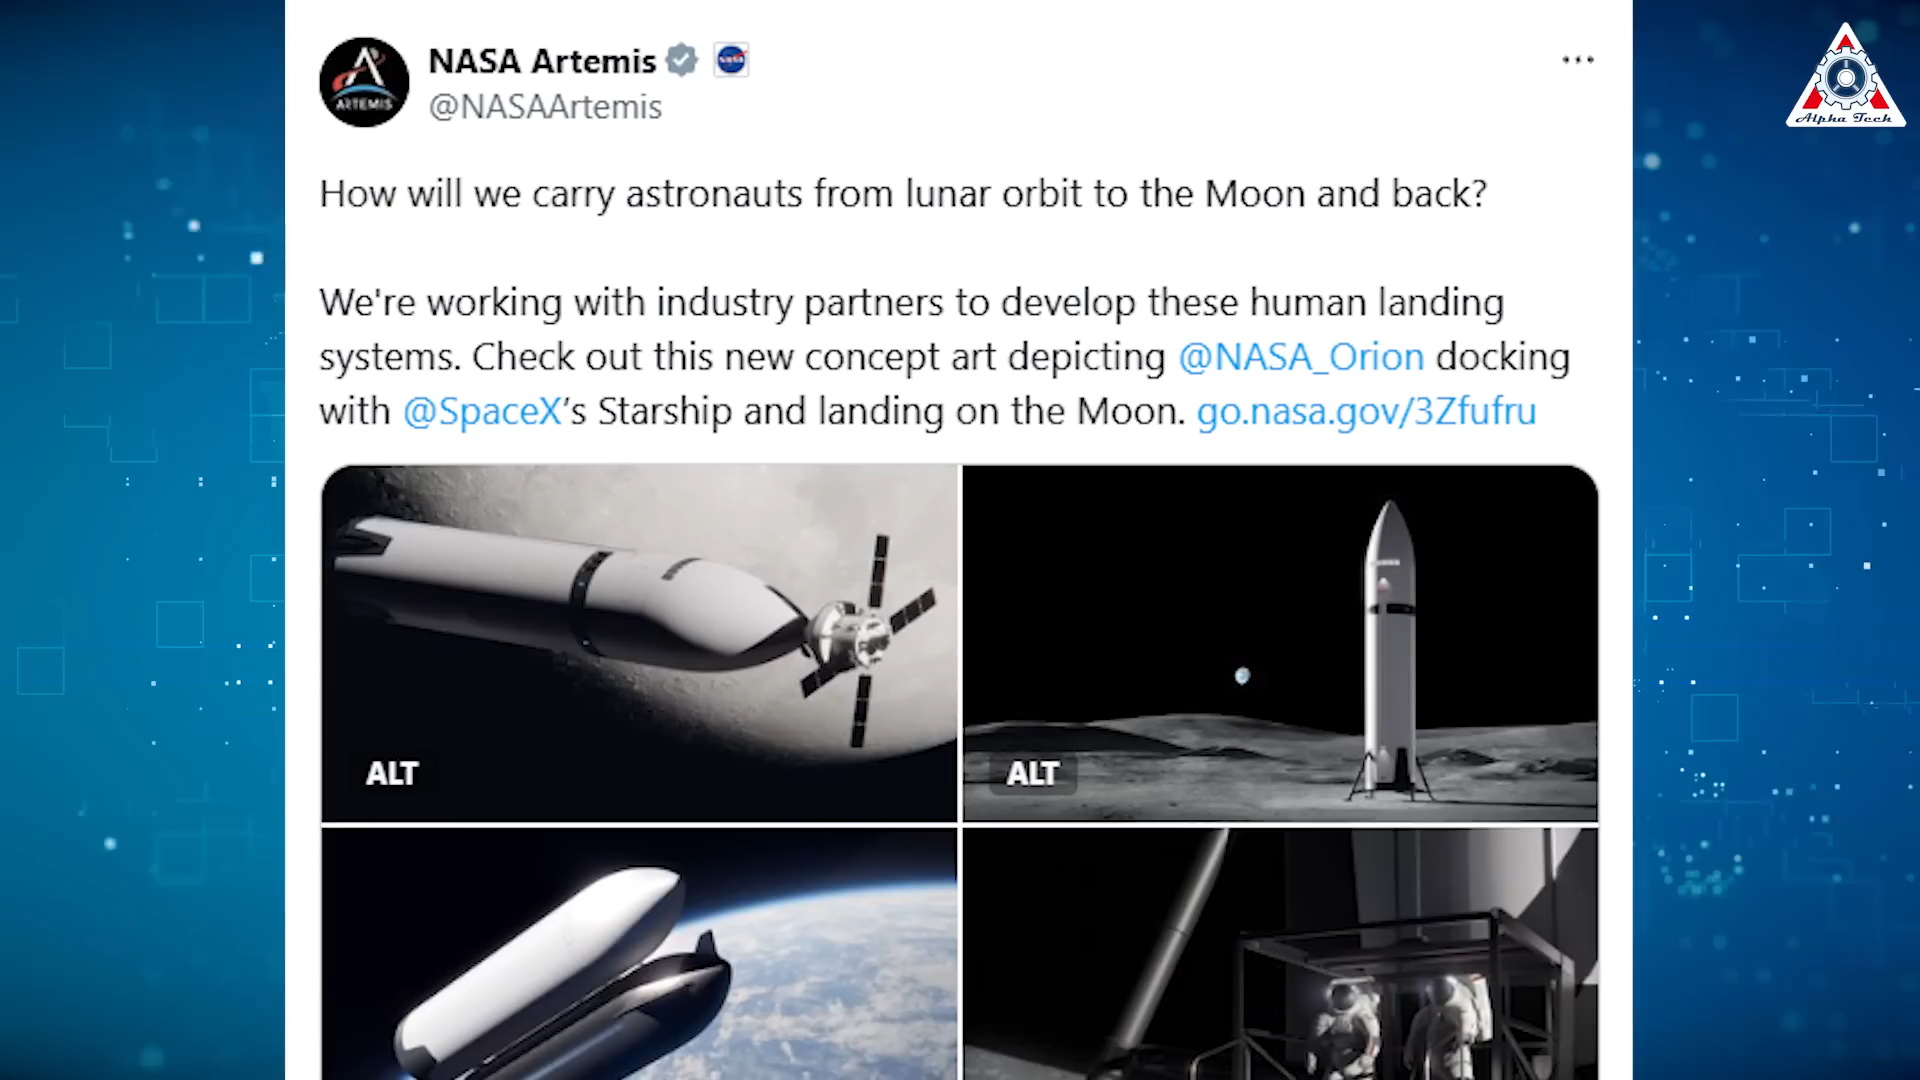 NASA Artemis
@NASAArtemis
How will we carry astronauts from lunar orbit to the Moon and back?
We're working with industry partners to develop these human landing
systems. Check out this new concept art depicting @NASA_Orion docking
with @SpaceX’s Starship and landing on the Moon. go.nasa.gov/3Zfufru
ALT
ALT
ARTEMIS
NASA
Alpha Tech